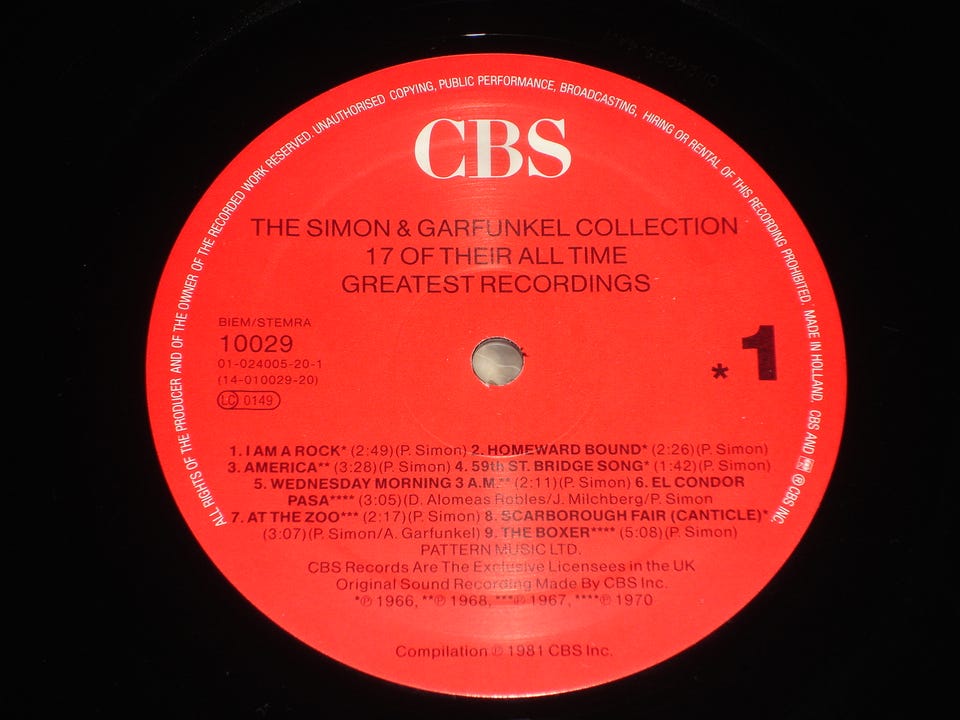 ALL RIGHTS OF THE PRODUCER AND OF THE OWNER OF THE RECORDED WORK RESERVED. UNAUTHORISED COPYING, PUBLIC PERFORMANCE, BROADCASTING, HIRING OR RENTAL OF THIS RECORDING PROHIBITED. MADE IN HOLLAND. CBS AND ℗ CBS INC.
CBS
THE SIMON & GARFUNKEL COLLECTION
17 OF THEIR ALL TIME
GREATEST RECORDINGS
BIEM/STEMRA
10029
01-024005-20-1
(14-010029-20)
LC 0149
* 1
1. I AM A ROCK* (2:49)(P. Simon) 2. HOMEWARD BOUND* (2:26)(P. Simon)
3. AMERICA** (3:28)(P. Simon) 4. 59th ST. BRIDGE SONG* (1:42)(P. Simon)
5. WEDNESDAY MORNING 3 A.M.** (2:11)(P. Simon) 6. EL CONDOR
PASA**** (3:05)(D. Alomeas Robles/J. Milchberg/P. Simon
7. AT THE ZOO*** (2:17)(P. Simon) 8. SCARBOROUGH FAIR (CANTICLE)*
(3:07)(P. Simon/A. Garfunkel) 9. THE BOXER**** (5:08)(P. Simon)
PATTERN MUSIC LTD.
CBS Records Are The Exclusive Licensees in the UK
Original Sound Recording Made By CBS Inc.
*℗ 1966, **℗ 1968, ***℗ 1967, ****℗ 1970
Compilation ℗ 1981 CBS Inc.